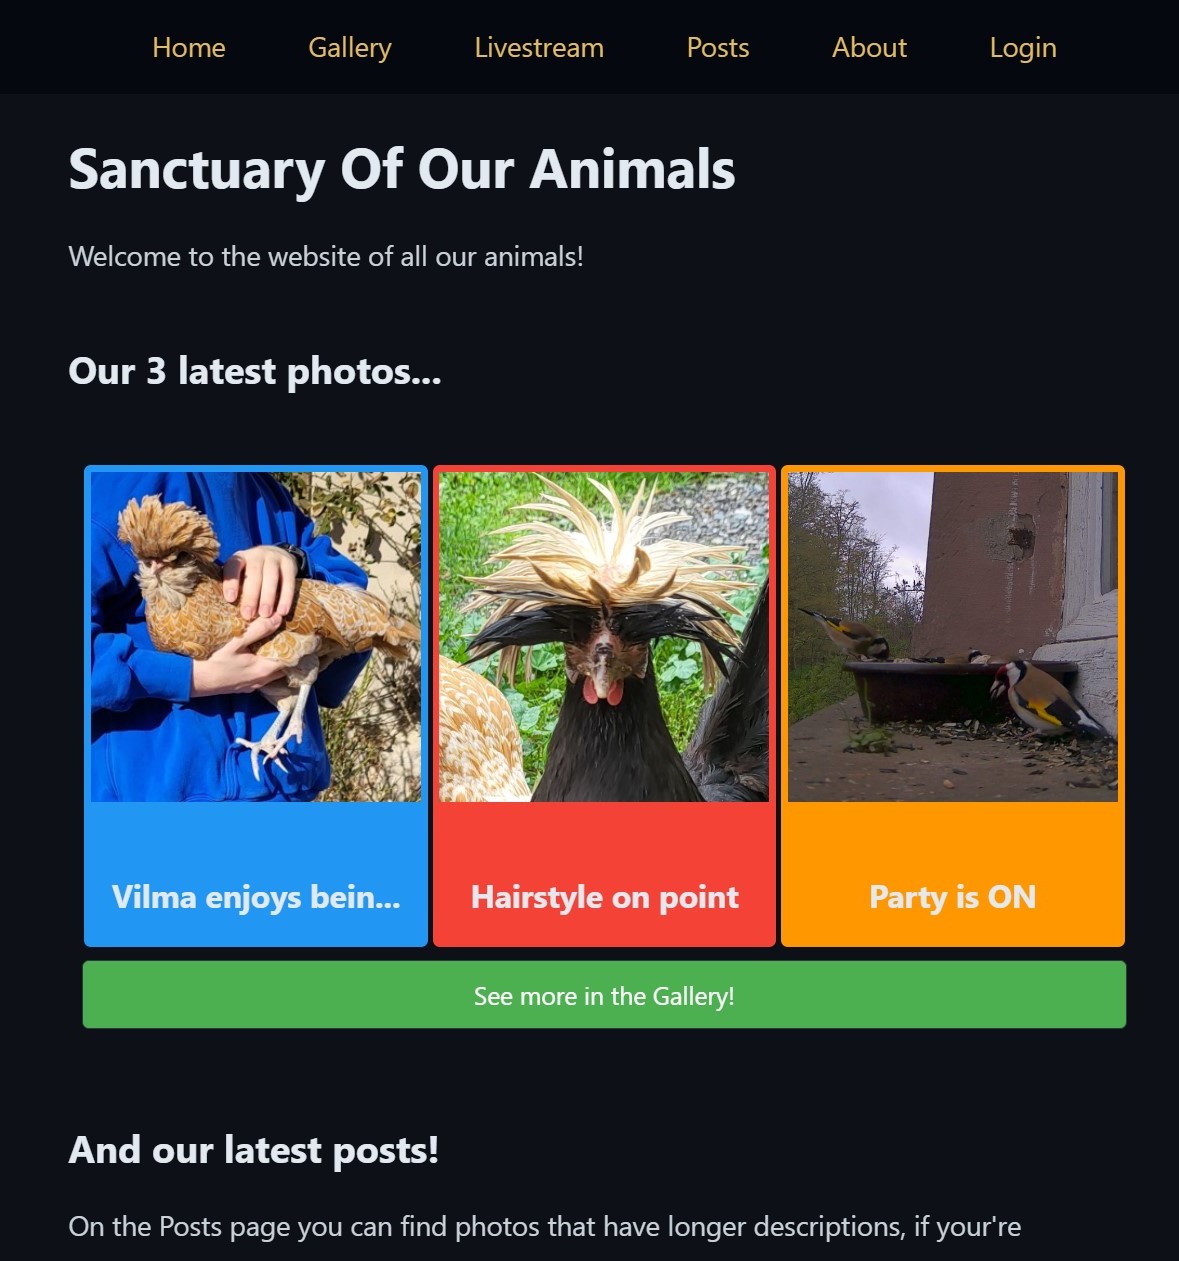 Home Gallery Livestream Posts About Login
Sanctuary Of Our Animals
Welcome to the website of all our animals!
Our 3 latest photos...
Vilma enjoys bein... Hairstyle on point Party is ON
See more in the Gallery!
And our latest posts!
On the Posts page you can find photos that have longer descriptions, if your're